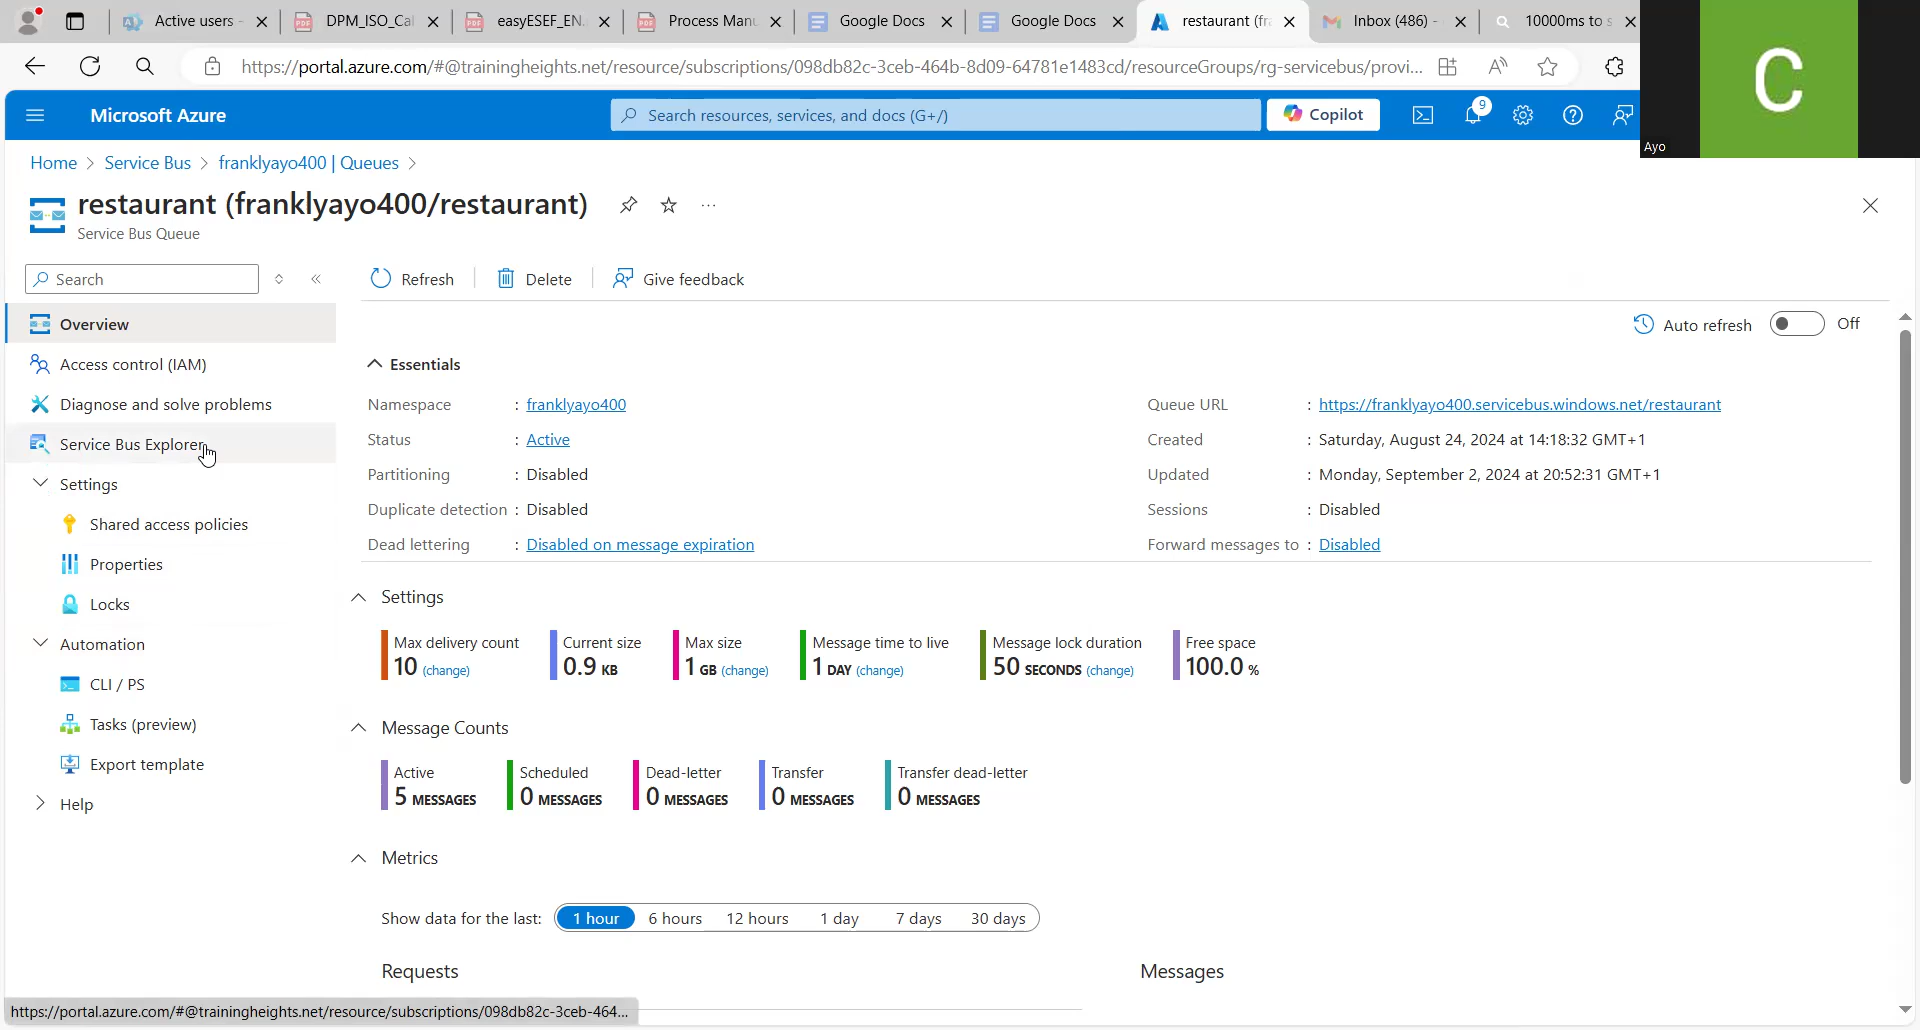 Active users -
DPM_ISO_Cal
easyESEF_EN.
Process Manu
Google Docs
Google Docs
restaurant (fra
Inbox (486) -
10000ms to s
https://portal.azure.com/#@trainingheights.net/resource/subscriptions/098db82c-3ceb-464b-8d09-64781e1483cd/resourceGroups/rg-servicebus/provi...
C
Ayo
Microsoft Azure
Search resources, services, and docs (G+/)
Copilot
9
Home > Service Bus > franklyayo400 | Queues >
restaurant (franklyayo400/restaurant)
Service Bus Queue
Search
Refresh
Delete
Give feedback
Overview
Access control (IAM)
Diagnose and solve problems
Service Bus Explorer
Settings
Shared access policies
Properties
Locks
Automation
CLI / PS
Tasks (preview)
Export template
Help
Auto refresh Off
Essentials
Namespace : franklyayo400
Status : Active
Partitioning : Disabled
Duplicate detection : Disabled
Dead lettering : Disabled on message expiration
Queue URL : https://franklyayo400.servicebus.windows.net/restaurant
Created : Saturday, August 24, 2024 at 14:18:32 GMT+1
Updated : Monday, September 2, 2024 at 20:52:31 GMT+1
Sessions : Disabled
Forward messages to : Disabled
Settings
Max delivery count
10 (change)
Current size
0.9 KB
Max size
1 GB (change)
Message time to live
1 DAY (change)
Message lock duration
50 SECONDS (change)
Free space
100.0 %
Message Counts
Active
5 MESSAGES
Scheduled
0 MESSAGES
Dead-letter
0 MESSAGES
Transfer
0 MESSAGES
Transfer dead-letter
0 MESSAGES
Metrics
Show data for the last: 1 hour 6 hours 12 hours 1 day 7 days 30 days
Requests
Messages
https://portal.azure.com/#@trainingheights.net/resource/subscriptions/098db82c-3ceb-464...